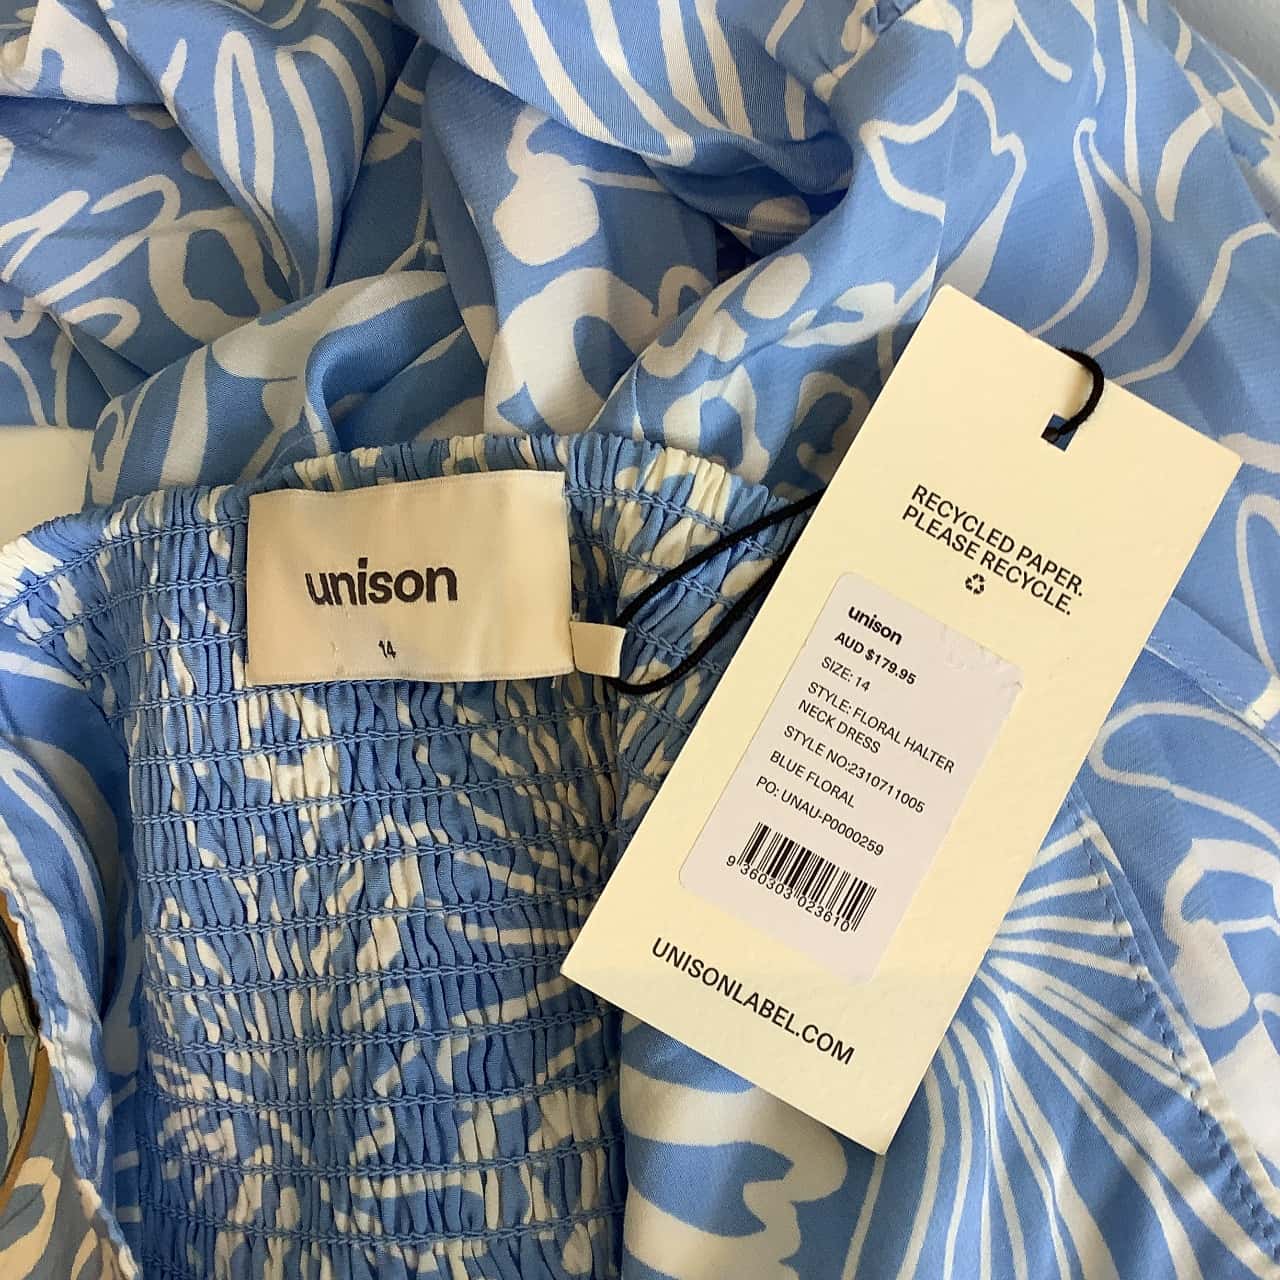 unison
14
RECYCLED PAPER.
PLEASE RECYCLE.
unison
AUD $179.95
SIZE: 14
STYLE: FLORAL HALTER
NECK DRESS
STYLE NO:2310711005
BLUE FLORAL
PO: UNAU-P0000259
9 360303 023610
UNISONLABEL.COM